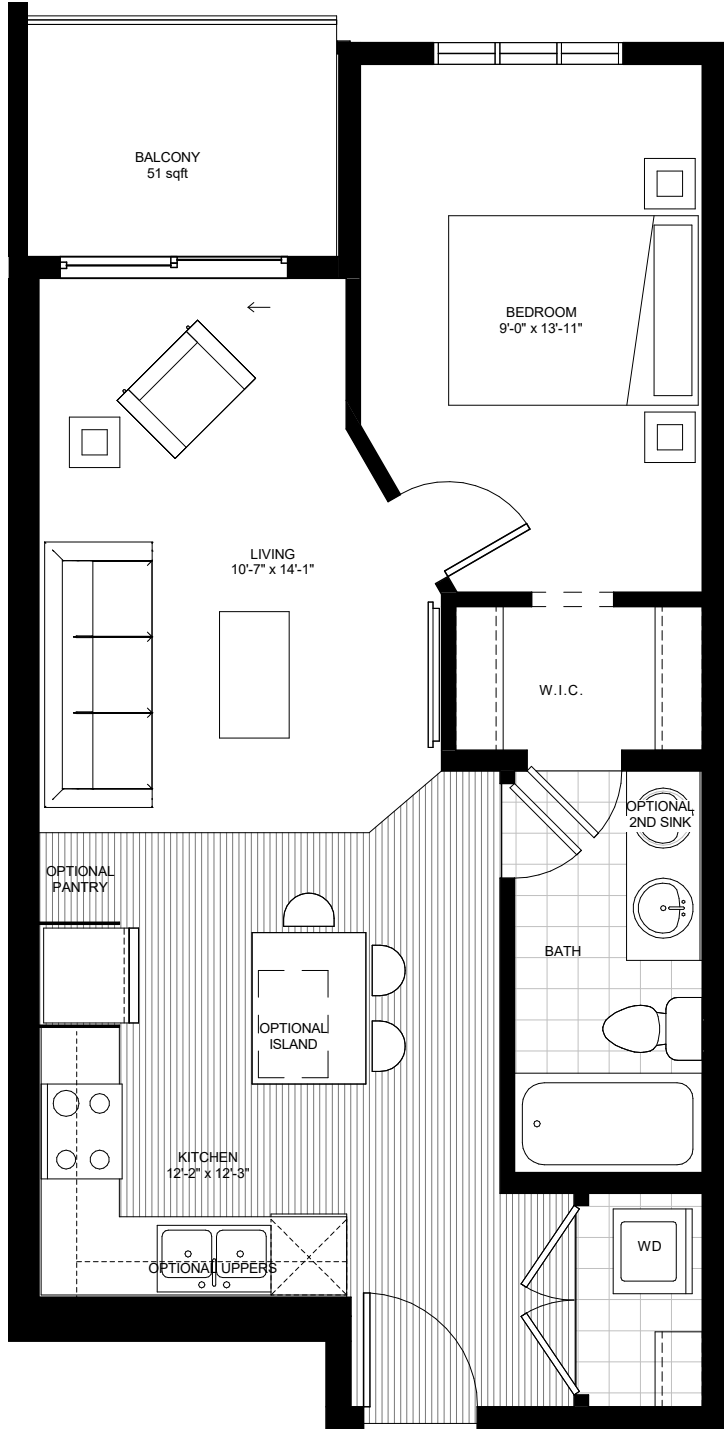 BALCONY
51 sqft
BEDROOM
9'-0" x 13'-11"
LIVING
10'-7" x 14'-1"
W.I.C.
OPTIONAL
2ND SINK
OPTIONAL
PANTRY
BATH
OPTIONAL
ISLAND
KITCHEN
12'-2" x 12'-3"
WD
OPTIONAL UPPERS